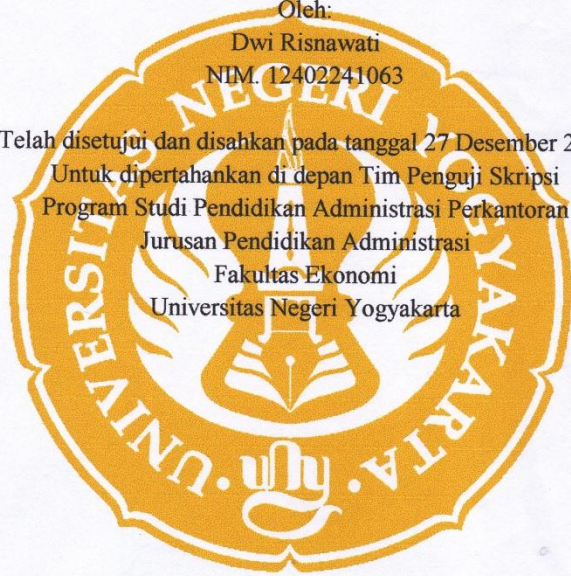 Oleh:
Dwi Risnawati
NIM. 12402241063
Telah disetujui dan disahkan pada tanggal 27 Desember 2
Untuk dipertahankan di depan Tim Penguji Skripsi
Program Studi Pendidikan Administrasi Perkantoran
Jurusan Pendidikan Administrasi
Fakultas Ekonomi
Universitas Negeri Yogyakarta
UNIVERSITAS NEGERI YOGYAKARTA
uny